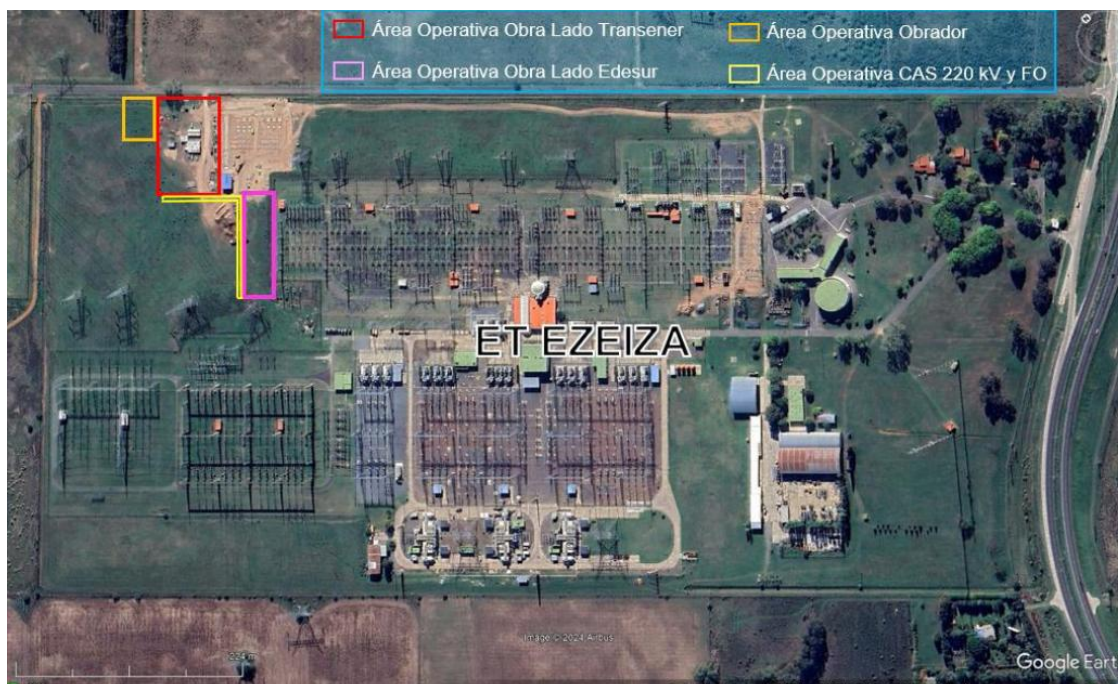 Área Operativa Obra Lado Transener
Área Operativa Obrador
Área Operativa Obra Lado Edesur
Área Operativa CAS 220 kV y FO
ET EZEIZA
Image © 2024 Airbus
Google Eart